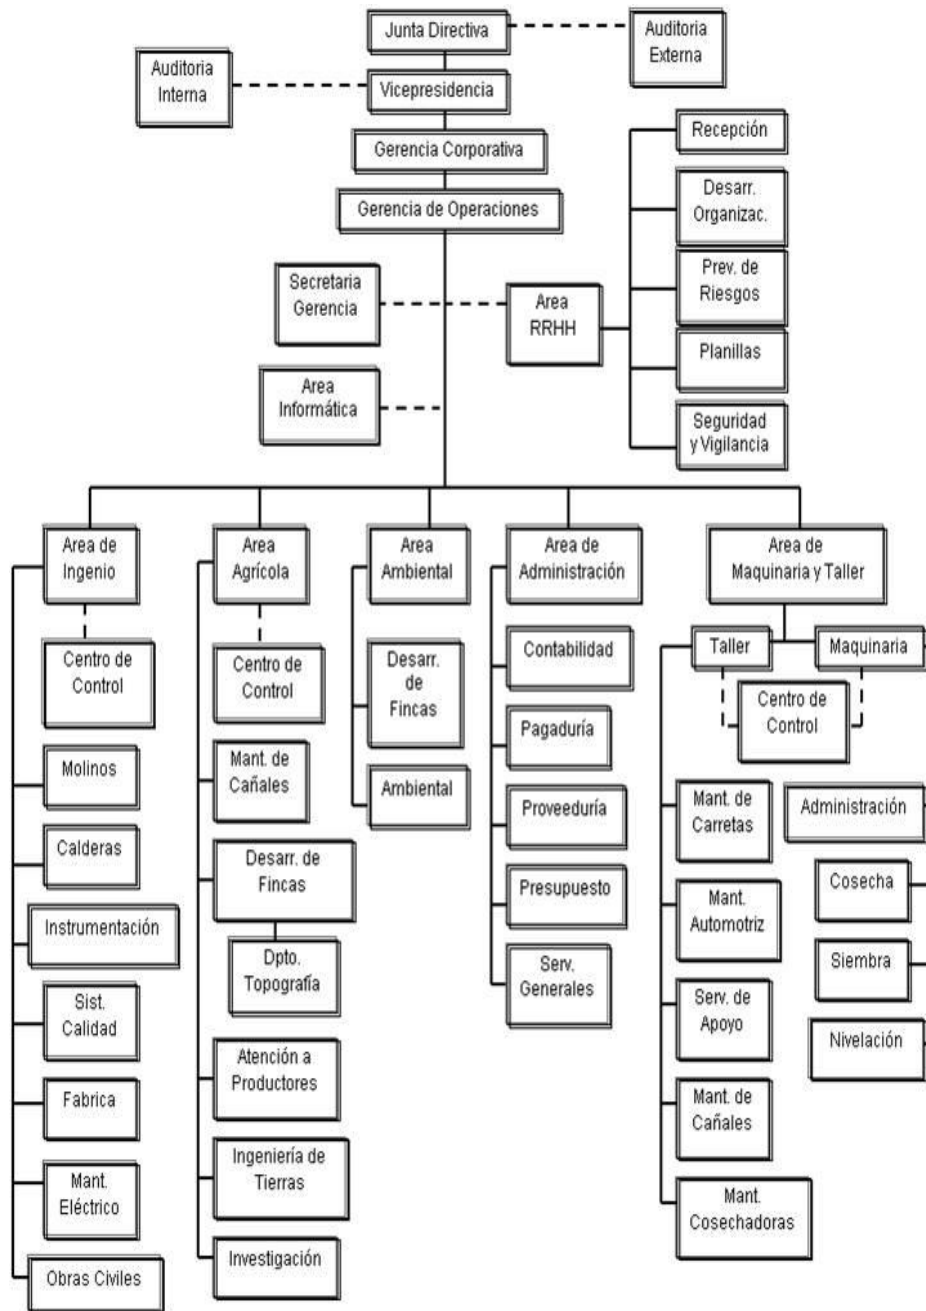 Junta Directiva
Auditoria
Externa
Auditoria
Interna
Vicepresidencia
Gerencia Corporativa
Gerencia de Operaciones
Recepción
Desarr.
Organizac.
Prev. de
Riesgos
Planillas
Seguridad
y Vigilancia
Secretaria
Gerencia
Area
RRHH
Area
Informática
Area de
Ingenio
Centro de
Control
Molinos
Calderas
Instrumentación
Sist.
Calidad
Fabrica
Mant.
Eléctrico
Obras Civiles
Area
Agrícola
Centro de
Control
Mant. de
Cañales
Desarr. de
Fincas
Dpto.
Topografía
Atención a
Productores
Ingeniería de
Tierras
Investigación
Area
Ambiental
Desarr.
de
Fincas
Ambiental
Area de
Administración
Contabilidad
Pagaduría
Proveeduría
Presupuesto
Serv.
Generales
Area de
Maquinaria y Taller
Taller
Maquinaria
Centro de
Control
Mant. de
Carretas
Mant.
Automotriz
Serv. de
Apoyo
Mant. de
Cañales
Mant.
Cosechadoras
Administración
Cosecha
Siembra
Nivelación